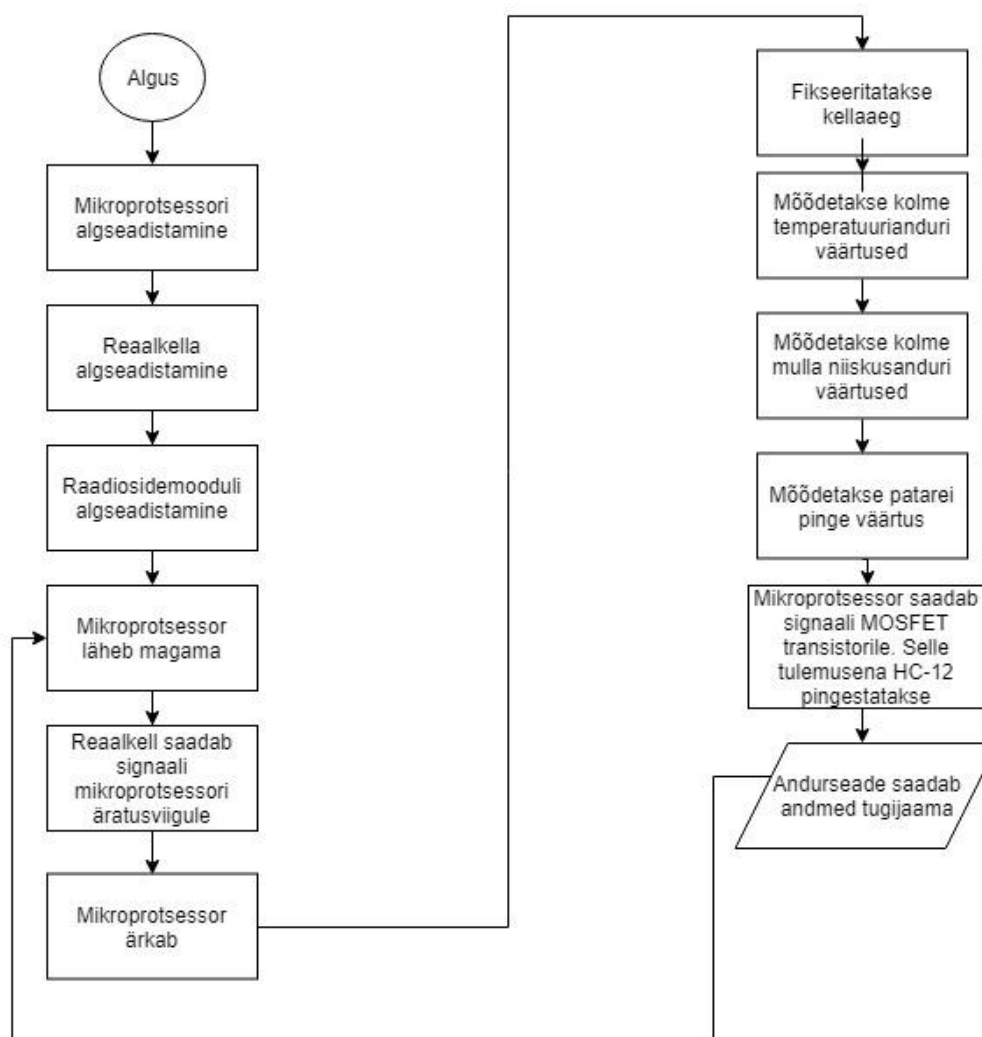 Algus
Mikroprotsessori
algseadistamine
Reaalkella
algseadistamine
Raadiosidemooduli
algseadistamine
Mikroprotsessor
läheb magama
Reaalkell saadab
signaali
mikroprotsessori
äratusviigule
Mikroprotsessor
ärkab
Fikseeritatakse
kellaaeg
Mõõdetakse kolme
temperatuurianduri
väärtused
Mõõdetakse kolme
mulla niiskusanduri
väärtused
Mõõdetakse patarei
pinge väärtus
Mikroprotsessor saadab
signaali MOSFET
transistorile. Selle
tulemusena HC-12
pingestatakse
Andurseade saadab
andmed tugijaama